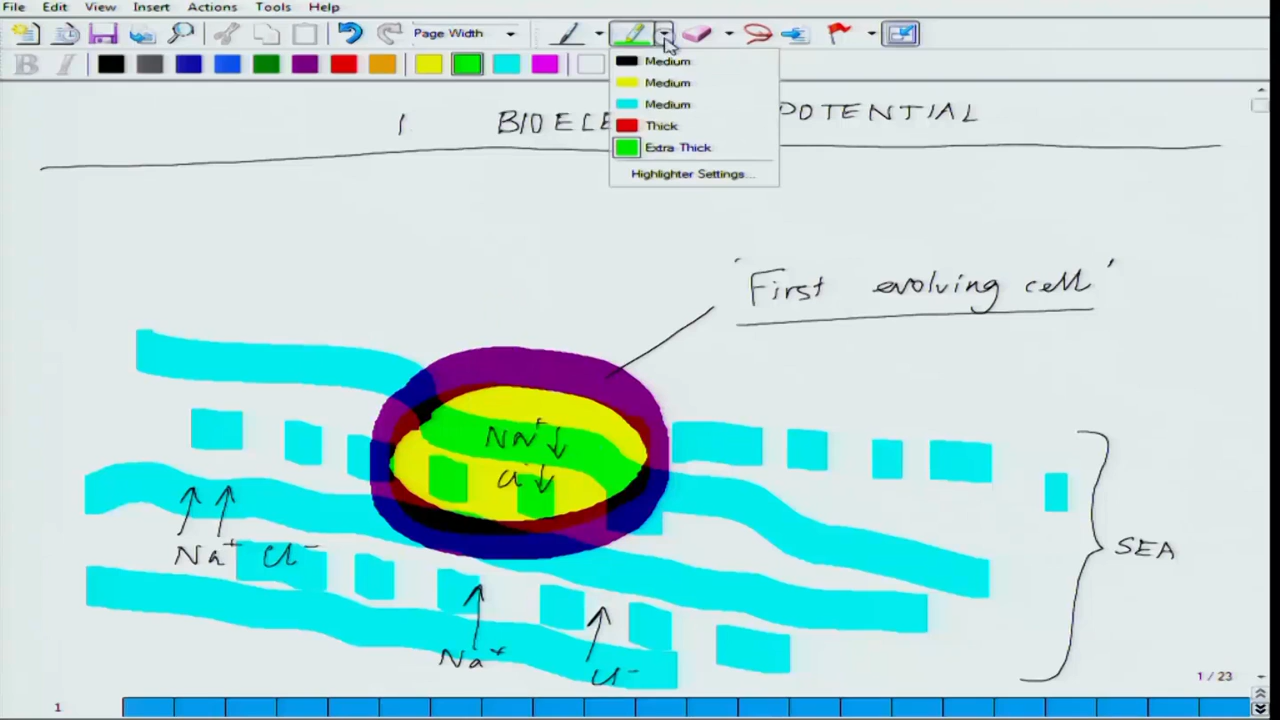 File Edit View Insert Actions Tools Help
Page Width
B I
Medium
Medium
Medium
Thick
Extra Thick
Highlighter Settings...
1 BIOELE POTENTIAL
'First evolving cell'
Na⁺ ↓
Cl⁻ ↓
Na⁺ Cl⁻
SEA
Na⁺
Cl⁻
1 / 23
1